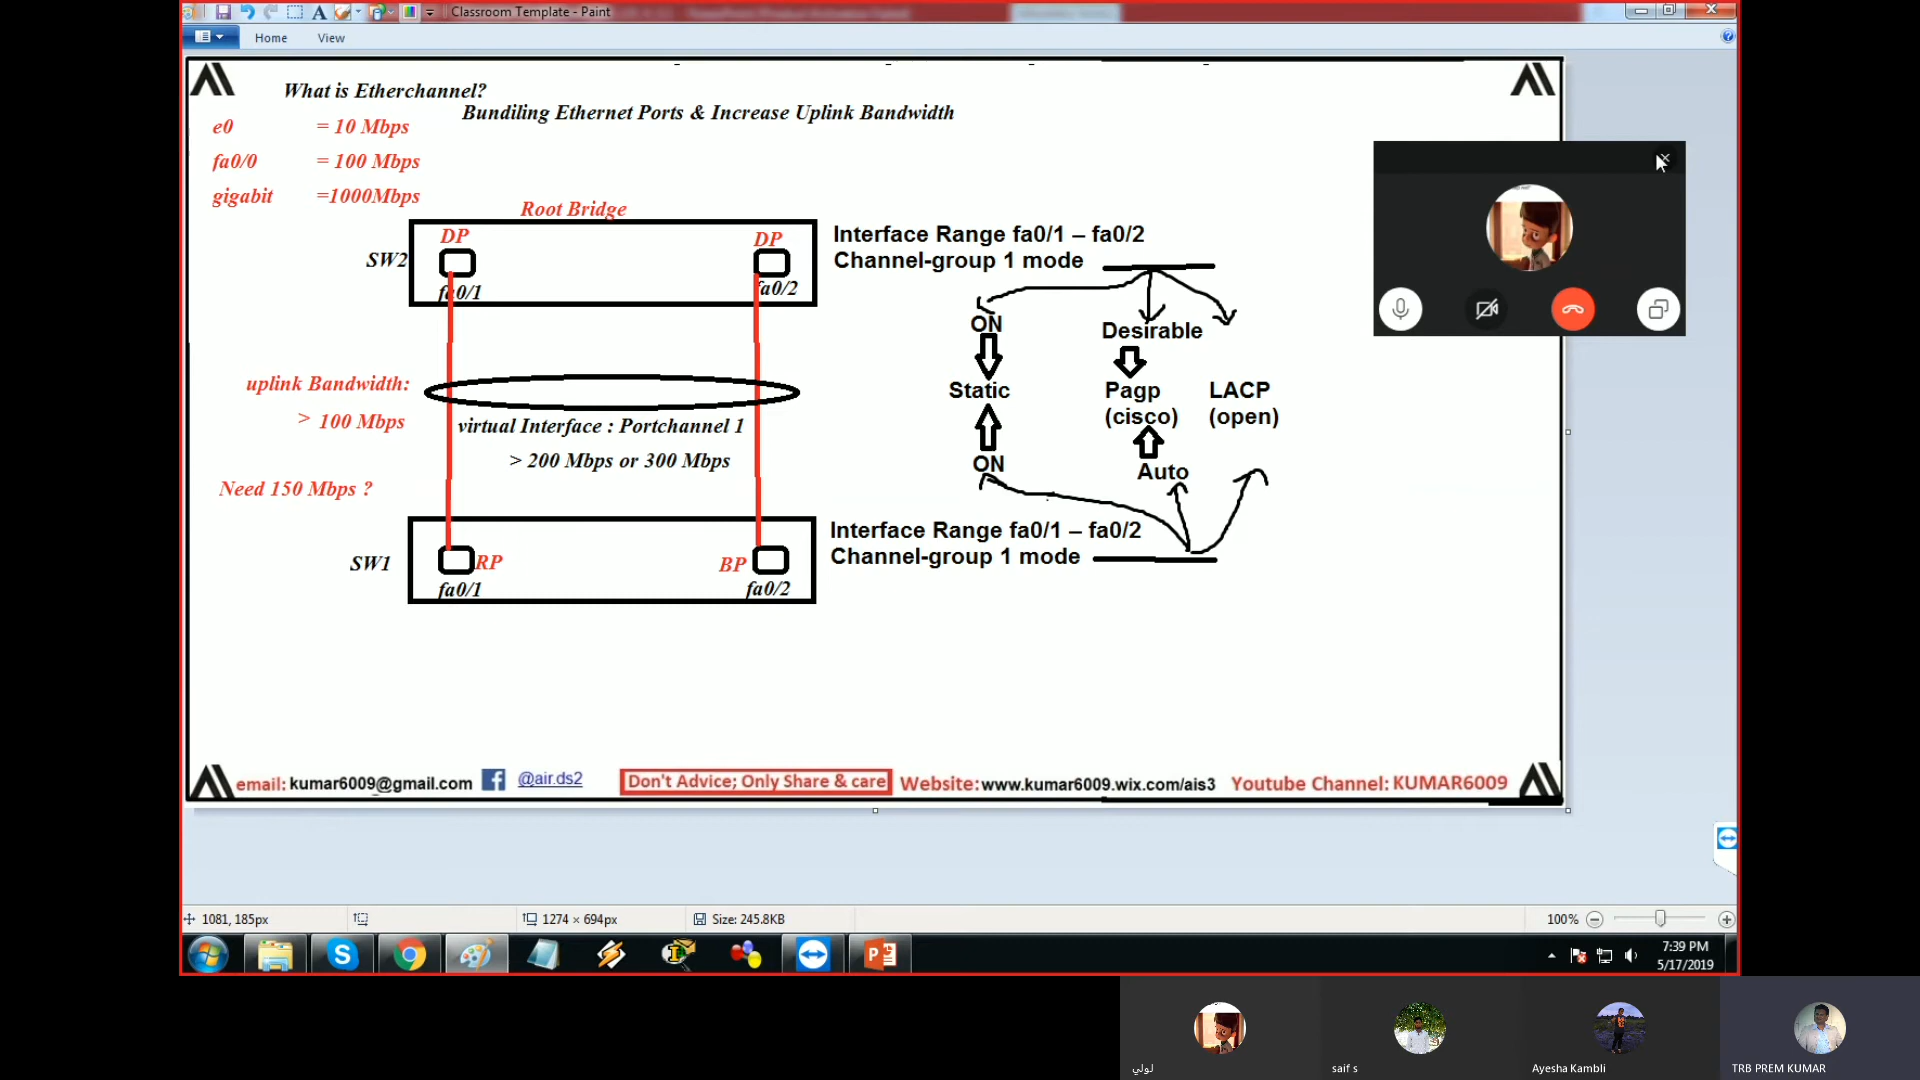 Classroom Template - Paint
Home
View
What is Etherchannel?
Bundiling Ethernet Ports & Increase Uplink Bandwidth
e0 = 10 Mbps
fa0/0 = 100 Mbps
gigabit =1000Mbps
Root Bridge
SW2
DP
DP
fa0/1
fa0/2
Interface Range fa0/1 – fa0/2
Channel-group 1 mode
ON
Desirable
Static
Pagp
(cisco)
LACP
(open)
ON
Auto
uplink Bandwidth:
> 100 Mbps
virtual Interface : Portchannel 1
> 200 Mbps or 300 Mbps
Need 150 Mbps ?
Interface Range fa0/1 – fa0/2
Channel-group 1 mode
SW1
RP
BP
fa0/1
fa0/2
email: kumar6009@gmail.com
@air.ds2
Don't Advice; Only Share & care
Website: www.kumar6009.wix.com/ais3
Youtube Channel: KUMAR6009
1081, 185px
1274 × 694px
Size: 245.8KB
100%
7:39 PM
5/17/2019
لولي
saif s
Ayesha Kambli
TRB PREM KUMAR